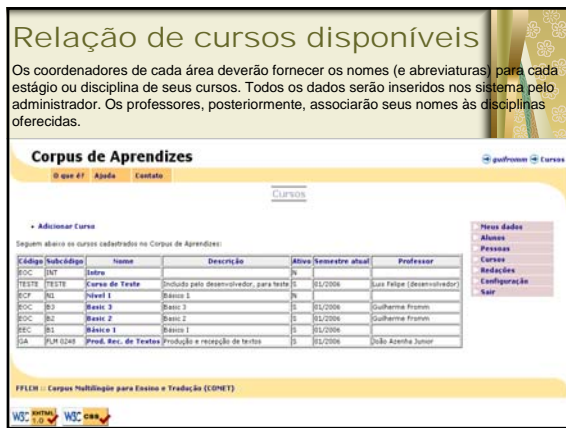 Relação de cursos disponíveis
Os coordenadores de cada área deverão fornecer os nomes (e abreviaturas) para cada
estágio ou disciplina de seus cursos. Todos os dados serão inseridos nos sistema pelo
administrador. Os professores, posteriormente, associarão seus nomes às disciplinas
oferecidas.
Corpus de Aprendizes
guifromm Cursos
O que é? Ajuda Contato
Cursos
Adicionar Curso
Seguem abaixo os cursos cadastrados no Corpus de Aprendizes:
Código Subcódigo Nome Descrição Ativo Semestre atual Professor
EOC INT Intro N
TESTE TESTE Curso de Teste Incluído pelo desenvolvedor, para teste S 01/2006 Luis Felipe (desenvolvedor)
ECF N1 Nível I Básico 1 N
EOC B3 Basic 3 Basic 3 S 01/2006 Guilherme Fromm
EOC B2 Basic 2 Basic 2 S 01/2006 Guilherme Fromm
EEC B1 Básico I Básico I S 01/2006
GA FLM 0248 Prod. Rec. de Textos Produção e recepção de textos S 01/2006 João Azenha Junior
Meus dados
Alunos
Pessoas
Cursos
Redações
Configuração
Sair
FFLCH :: Corpus Multilíngüe para Ensino e Tradução (COMET)
W3C XHTML 1.0 W3C CSS